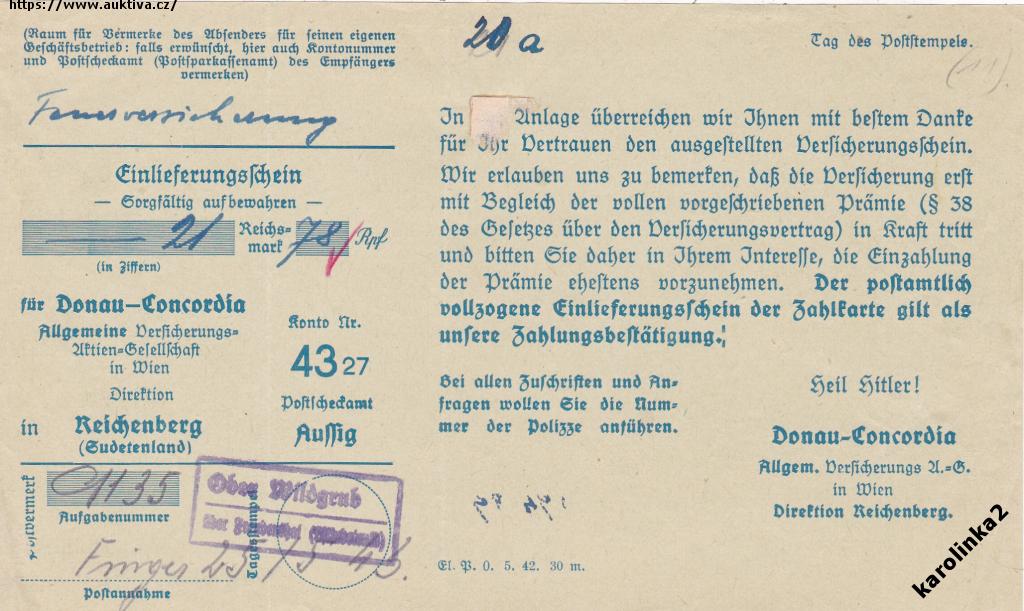 https://www.auktiva.cz/
(Raum für Vermerke des Absenders für seinen eigenen
Geschäftsbetrieb: falls erwünscht, hier auch Kontonummer
und Postscheckamt (Postsparkassenamt) des Empfängers
vermerken)
Feuerversicherung
Einlieferungsschein
— Sorgfältig aufbewahren —
21 Reichs-
mark 78 Rpf
(in Ziffern)
für Donau-Concordia
Allgemeine Versicherungs-
Aktien-Gesellschaft
in Wien
Direktion
in Reichenberg
(Sudetenland)
Konto Nr.
4327
Postscheckamt
Aussig
Postvermerk
1135
Aufgabenummer
Ober Wildgrub
Tagesstempel
Postannahme
20 a
Tag des Poststempels.
(11)
In Anlage überreichen wir Ihnen mit bestem Danke
für Ihr Vertrauen den ausgestellten Versicherungsschein.
Wir erlauben uns zu bemerken, daß die Versicherung erst
mit Begleich der vollen vorgeschriebenen Prämie (§ 38
des Gesetzes über den Versicherungsvertrag) in Kraft tritt
und bitten Sie daher in Ihrem Interesse, die Einzahlung
der Prämie ehestens vorzunehmen. Der postamtlich
vollzogene Einlieferungsschein der Zahlkarte gilt als
unsere Zahlungsbestätigung.
Bei allen Zuschriften und An-
fragen wollen Sie die Num-
mer der Polizze anführen.
Heil Hitler!
Donau-Concordia
Allgem. Versicherungs A.-G.
in Wien
Direktion Reichenberg.
El. P. 0. 5. 42. 30 m.
karolinka2